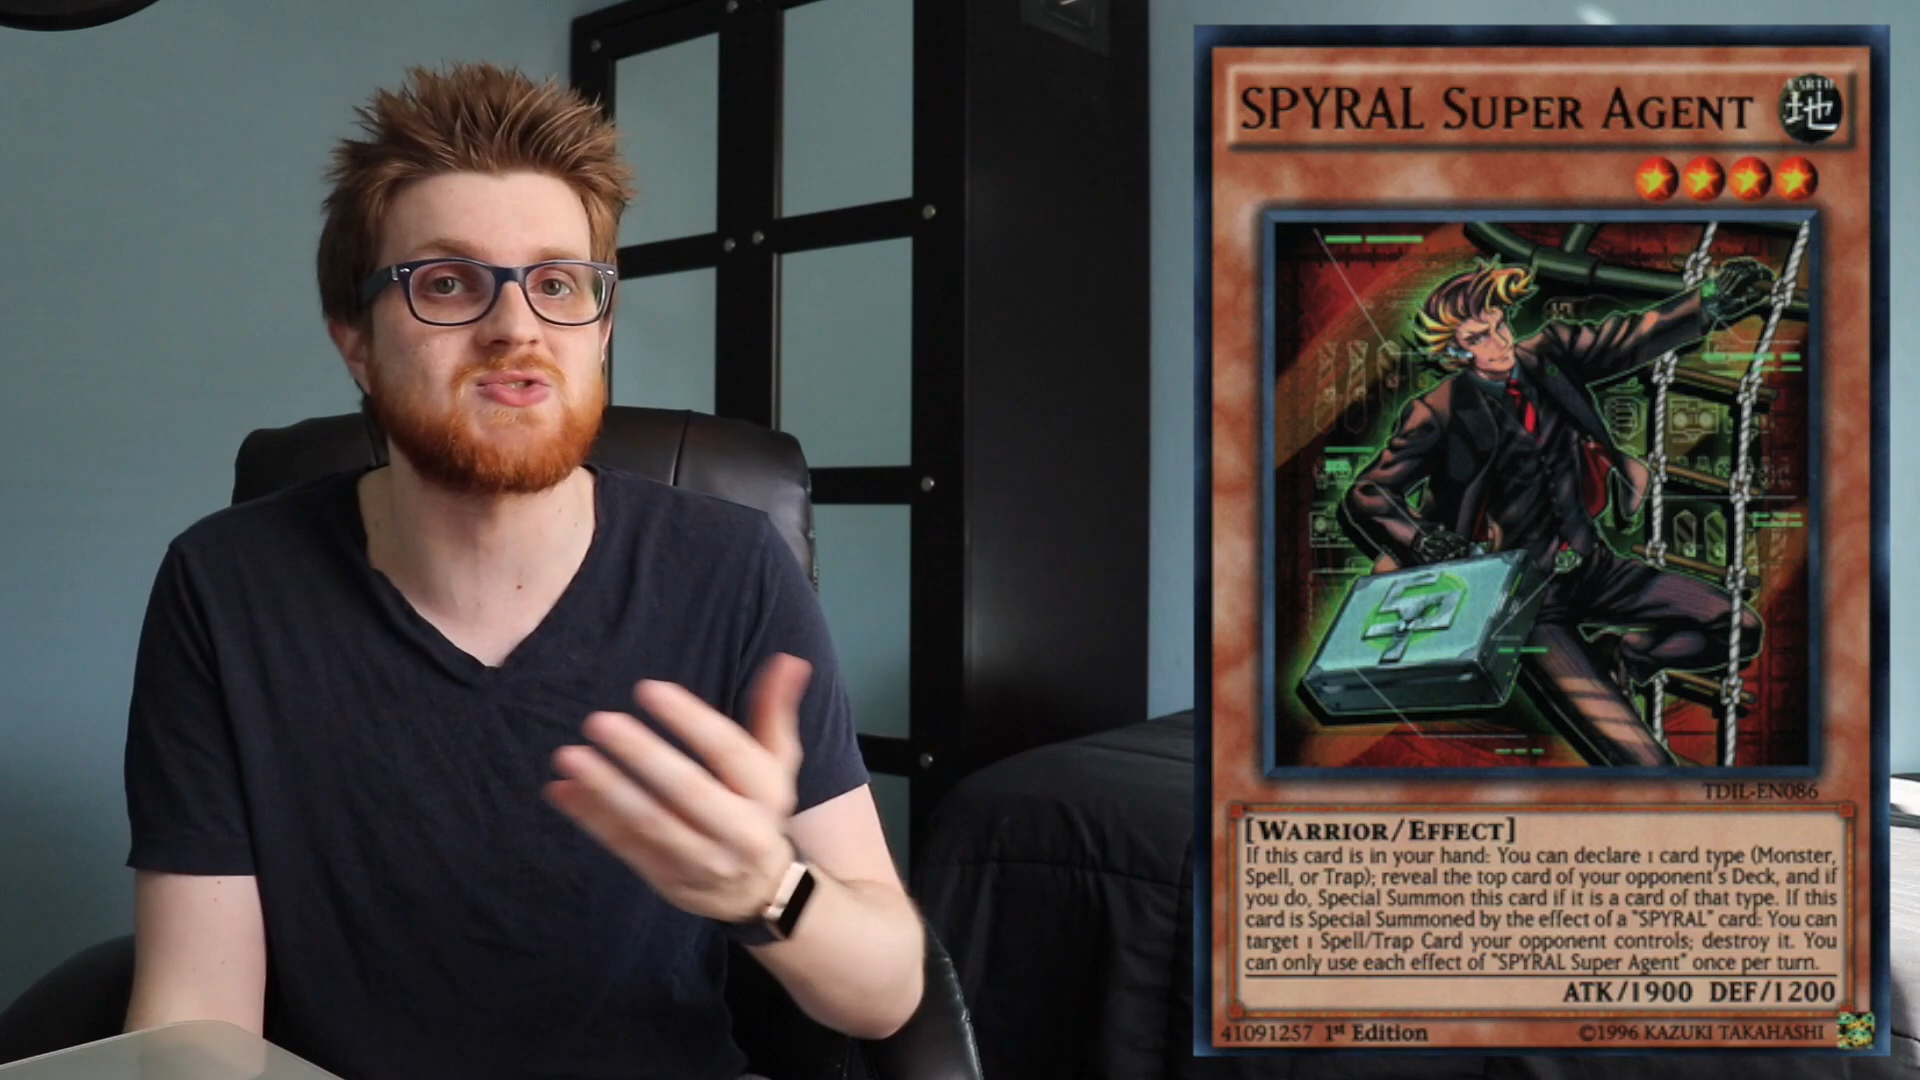 SPYRAL SUPER AGENT
EARTH
地
TDIL-EN086
[WARRIOR/EFFECT]
If this card is in your hand: You can declare 1 card type (Monster,
Spell, or Trap); reveal the top card of your opponent's Deck, and if
you do, Special Summon this card if it is a card of that type. If this
card is Special Summoned by the effect of a "SPYRAL" card: You can
target 1 Spell/Trap Card your opponent controls; destroy it. You
can only use each effect of "SPYRAL Super Agent" once per turn.
ATK/1900 DEF/1200
41091257 1st Edition
©1996 KAZUKI TAKAHASHI